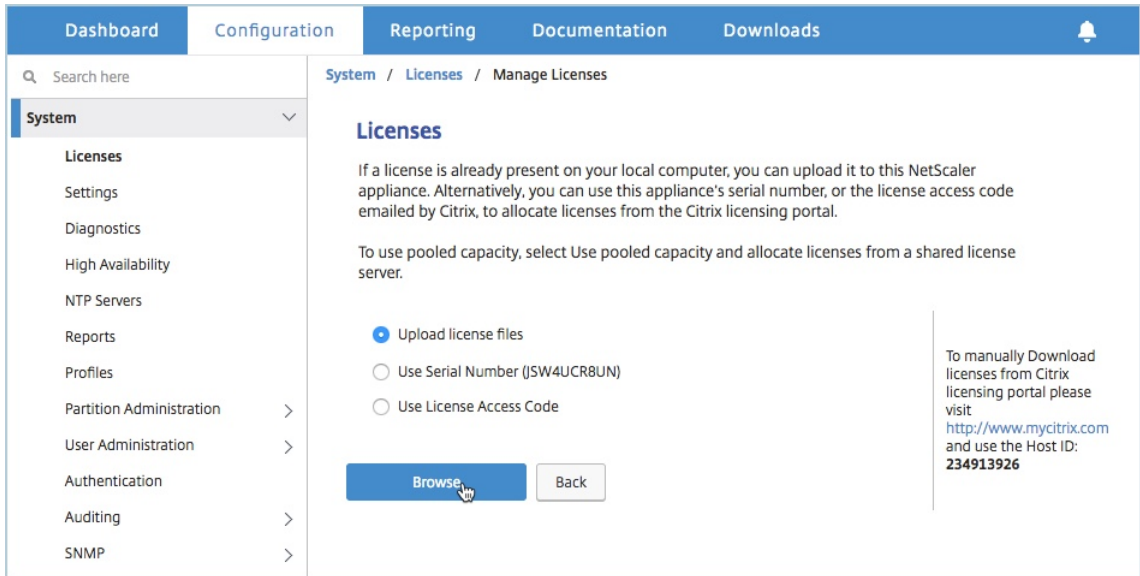 Dashboard
Configuration
Reporting
Documentation
Downloads
Search here
System
Licenses
Settings
Diagnostics
High Availability
NTP Servers
Reports
Profiles
Partition Administration
User Administration
Authentication
Auditing
SNMP
System / Licenses / Manage Licenses
Licenses
If a license is already present on your local computer, you can upload it to this NetScaler
appliance. Alternatively, you can use this appliance's serial number, or the license access code
emailed by Citrix, to allocate licenses from the Citrix licensing portal.
To use pooled capacity, select Use pooled capacity and allocate licenses from a shared license
server.
Upload license files
Use Serial Number (JSW4UCR8UN)
Use License Access Code
Browse
Back
To manually Download
licenses from Citrix
licensing portal please
visit
http://www.mycitrix.com
and use the Host ID:
234913926